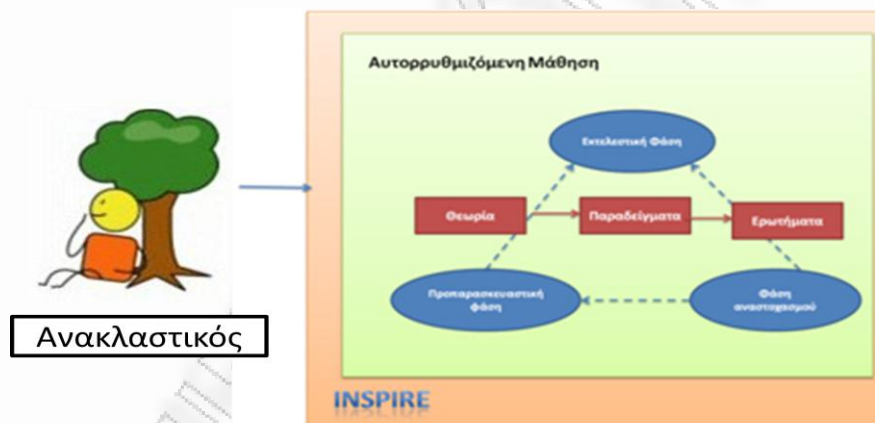 Αυτορρυθμιζόμενη Μάθηση
Εκτελεστική Φάση
Θεωρία
Παραδείγματα
Ερωτήματα
Προπαρασκευαστική
φάση
Φάση
αναστοχασμού
Ανακλαστικός
INSPIRE